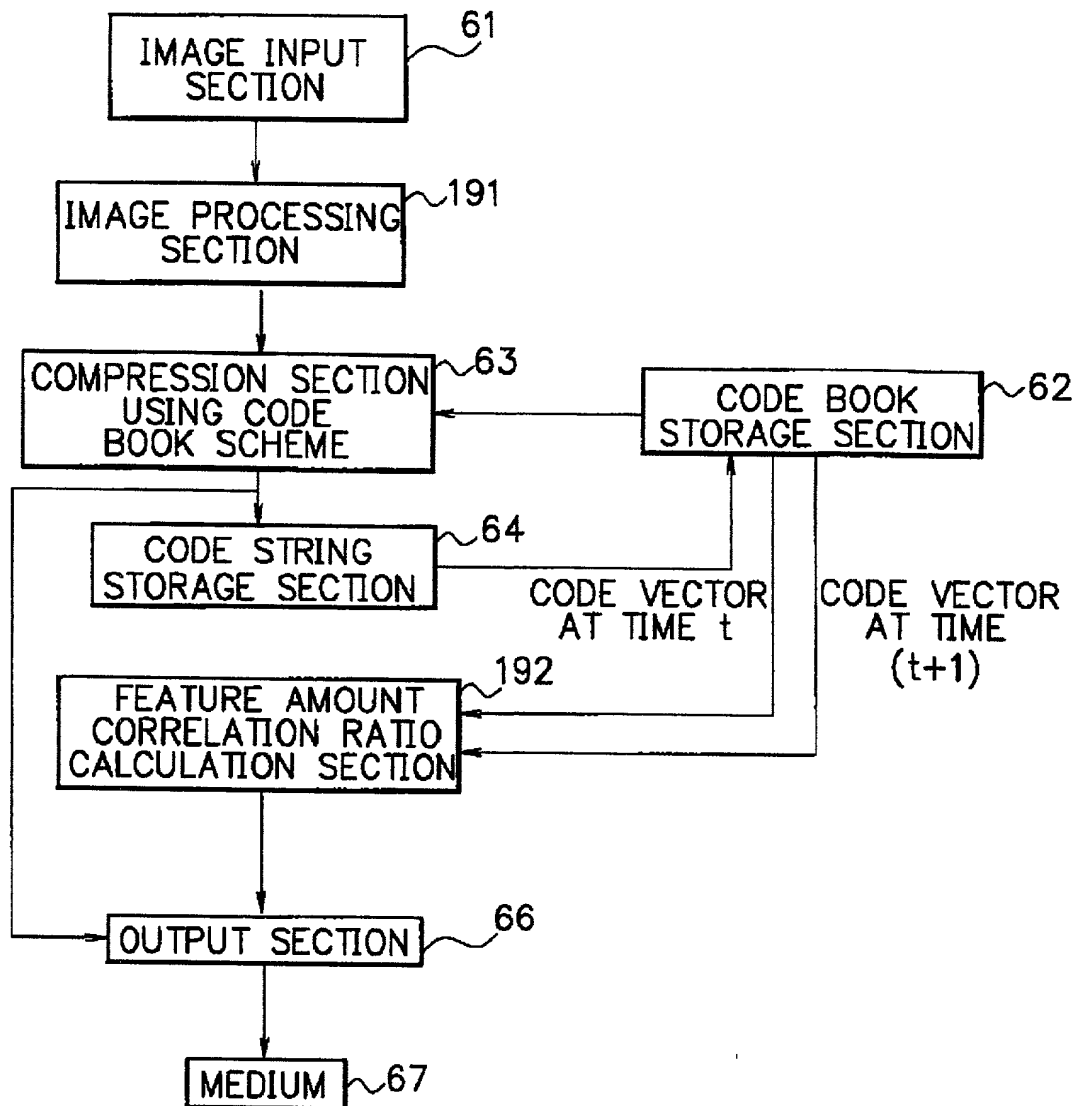 61
IMAGE INPUT
SECTION
191
IMAGE PROCESSING
SECTION
63
COMPRESSION SECTION
USING CODE
BOOK SCHEME
62
CODE BOOK
STORAGE SECTION
64
CODE STRING
STORAGE SECTION
CODE VECTOR
AT TIME t
CODE VECTOR
AT TIME
(t+1)
192
FEATURE AMOUNT
CORRELATION RATIO
CALCULATION SECTION
66
OUTPUT SECTION
MEDIUM
67